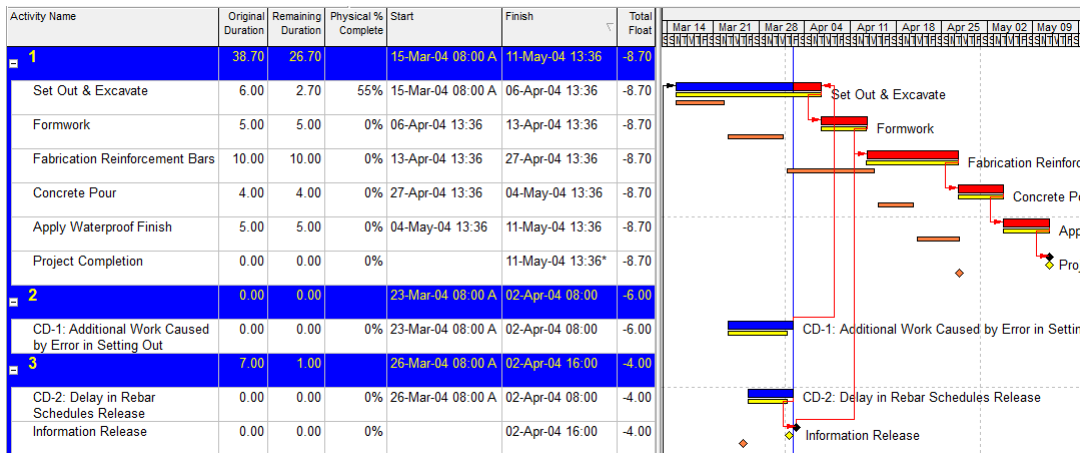 Activity Name Original Remaining Physical % Start Finish Total
Duration Duration Complete Float
Mar 14 Mar 21 Mar 28 Apr 04 Apr 11 Apr 18 Apr 25 May 02 May 09
1 38.70 26.70 15-Mar-04 08:00 A 11-May-04 13:36 -8.70
Set Out & Excavate 6.00 2.70 55% 15-Mar-04 08:00 A 06-Apr-04 13:36 -8.70 Set Out & Excavate
Formwork 5.00 5.00 0% 06-Apr-04 13:36 13-Apr-04 13:36 -8.70 Formwork
Fabrication Reinforcement Bars 10.00 10.00 0% 13-Apr-04 13:36 27-Apr-04 13:36 -8.70 Fabrication Reinforc
Concrete Pour 4.00 4.00 0% 27-Apr-04 13:36 04-May-04 13:36 -8.70 Concrete Po
Apply Waterproof Finish 5.00 5.00 0% 04-May-04 13:36 11-May-04 13:36 -8.70 App
Project Completion 0.00 0.00 0% 11-May-04 13:36* -8.70 Proj
2 0.00 0.00 23-Mar-04 08:00 A 02-Apr-04 08:00 -6.00
CD-1: Additional Work Caused 0.00 0.00 0% 23-Mar-04 08:00 A 02-Apr-04 08:00 -6.00 CD-1: Additional Work Caused by Error in Settin
by Error in Setting Out
3 7.00 1.00 26-Mar-04 08:00 A 02-Apr-04 16:00 -4.00
CD-2: Delay in Rebar 0.00 0.00 0% 26-Mar-04 08:00 A 02-Apr-04 08:00 -4.00 CD-2: Delay in Rebar Schedules Release
Schedules Release
Information Release 0.00 0.00 0% 02-Apr-04 16:00 -4.00 Information Release